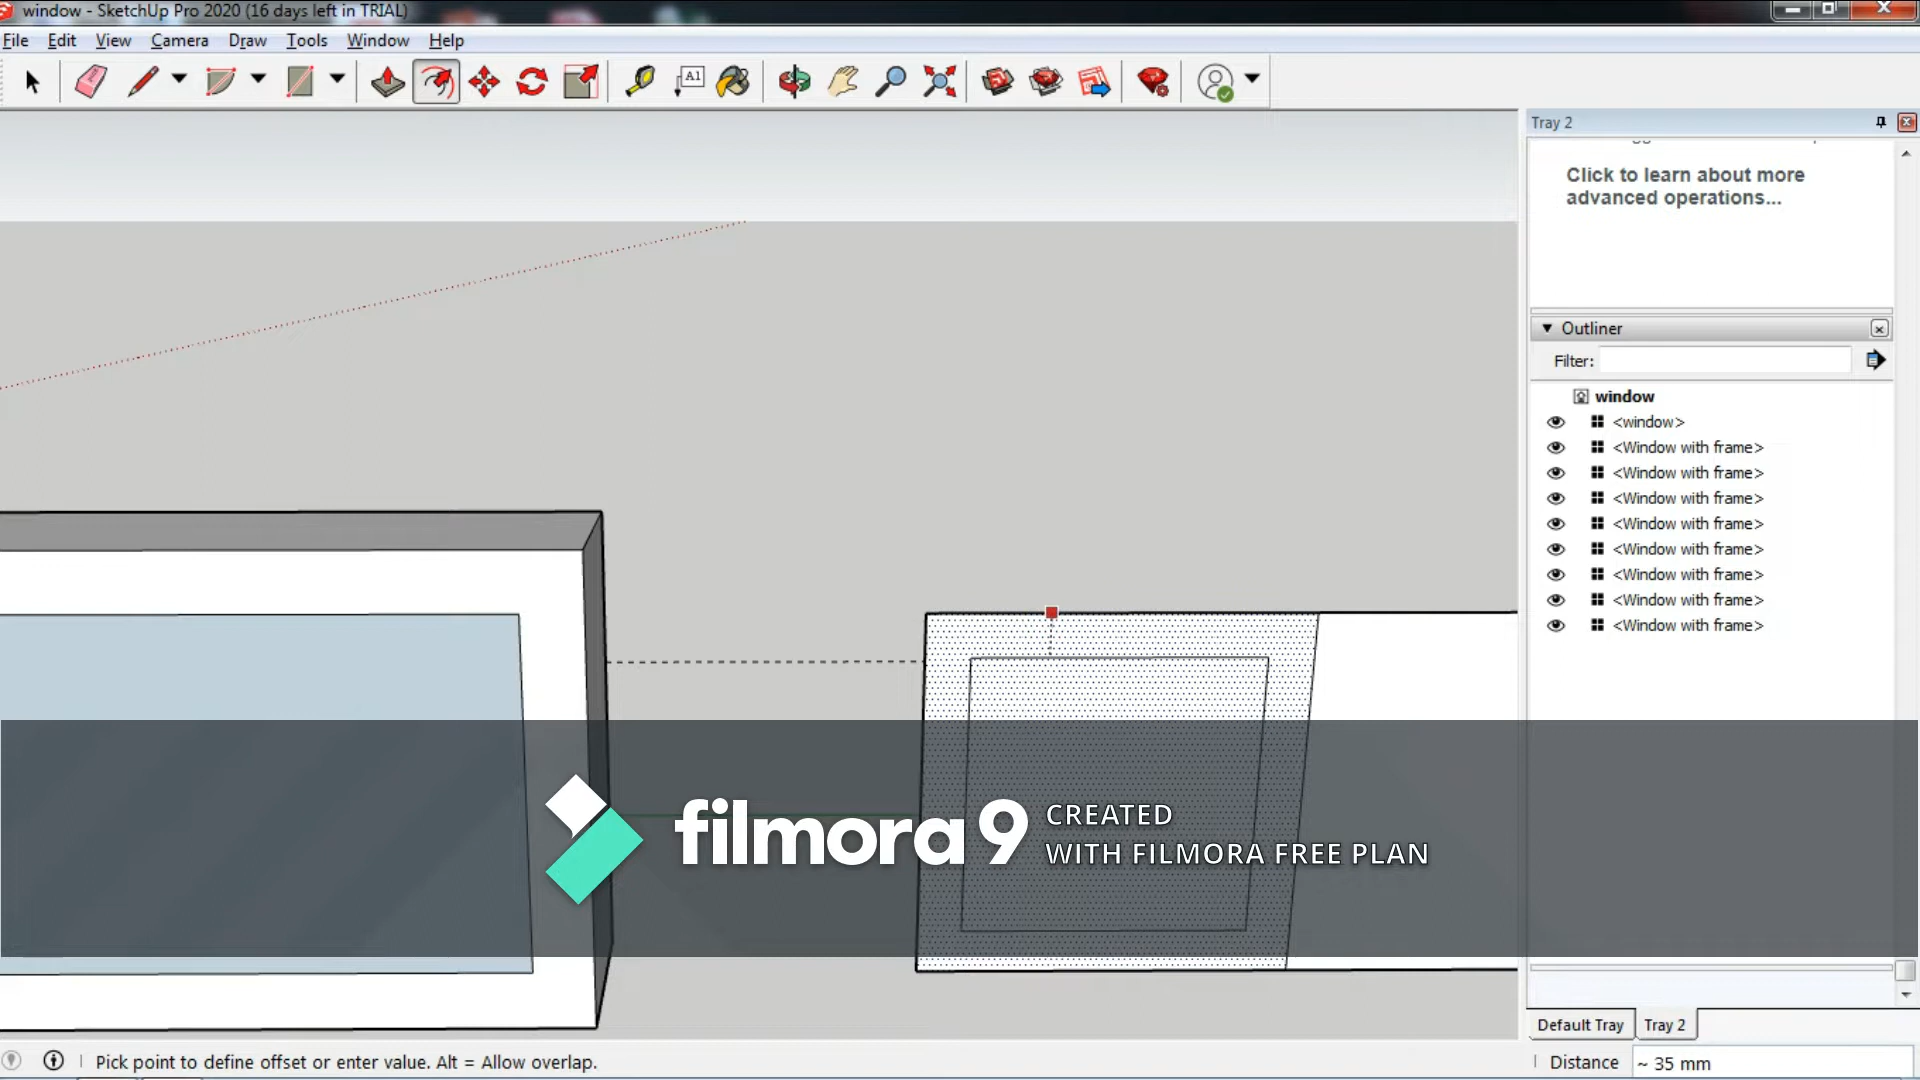 window - SketchUp Pro 2020 (16 days left in TRIAL)
File Edit View Camera Draw Tools Window Help
A1
Tray 2
Click to learn about more
advanced operations...
Outliner
Filter:
window
<window>
<Window with frame>
<Window with frame>
<Window with frame>
<Window with frame>
<Window with frame>
<Window with frame>
<Window with frame>
<Window with frame>
filmora9
CREATED
WITH FILMORA FREE PLAN
Default Tray Tray 2
Pick point to define offset or enter value. Alt = Allow overlap.
Distance ~ 35 mm